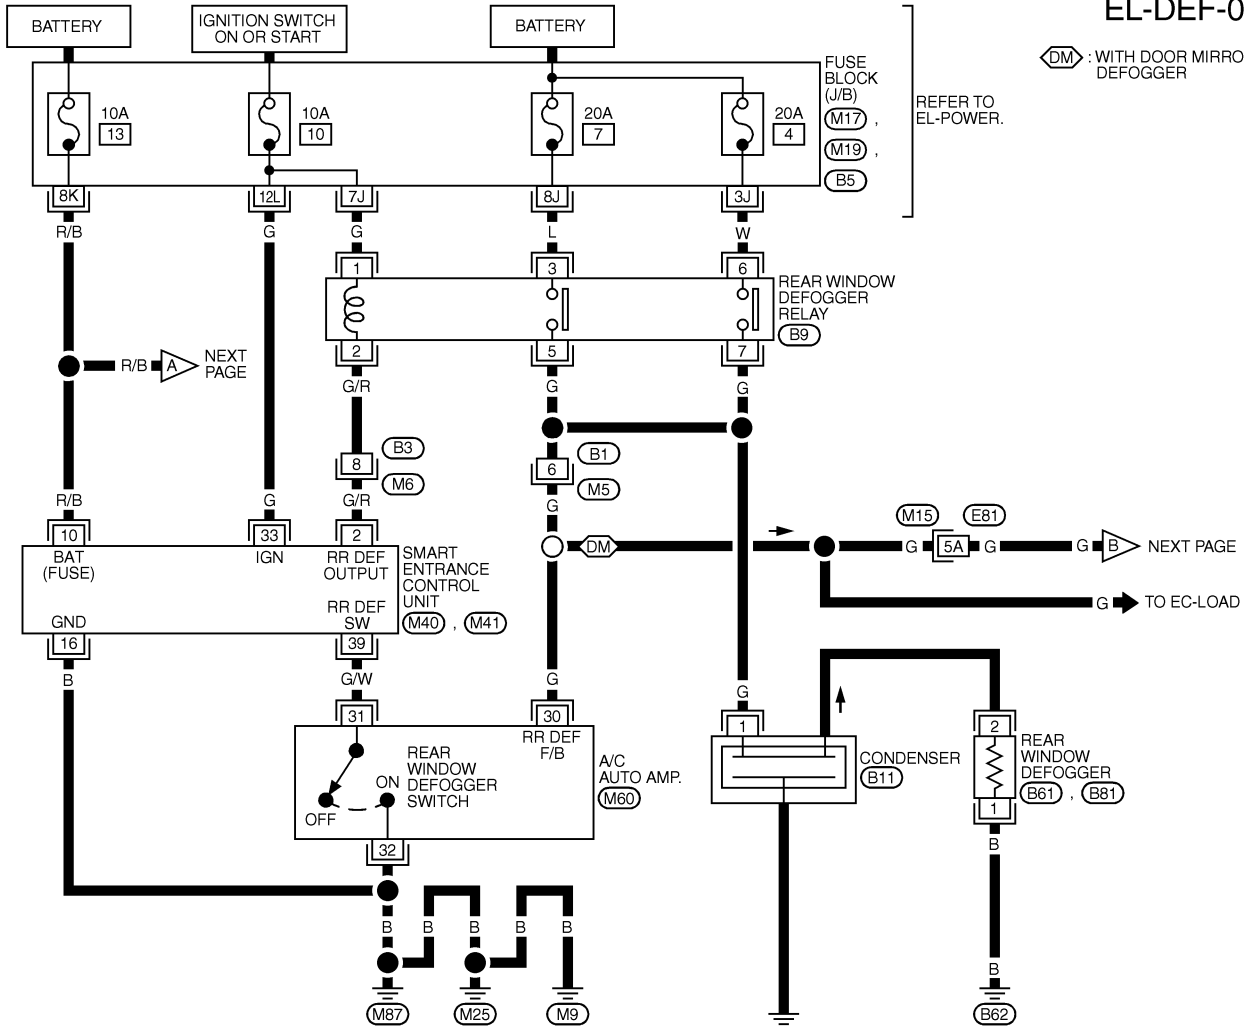 EL-DEF-0
BATTERY
IGNITION SWITCH
ON OR START
BATTERY
DM : WITH DOOR MIRRO
DEFOGGER
FUSE
BLOCK
(J/B)
M17 ,
M19 ,
B5
REFER TO
EL-POWER.
10A
13
10A
10
20A
7
20A
4
8K
12L
7J
8J
3J
R/B
G
G
L
W
1
3
6
REAR WINDOW
DEFOGGER
RELAY
B9
2
5
7
R/B
A
NEXT
PAGE
G/R
G
G
8
B3
M6
6
B1
M5
R/B
G
G/R
G
10
33
2
BAT
(FUSE)
IGN
RR DEF
OUTPUT
SMART
ENTRANCE
CONTROL
UNIT
M40 , M41
GND
RR DEF
SW
16
39
DM
M15
E81
G
5A
G
G
B
NEXT PAGE
G
TO EC-LOAD
B
G/W
G
G
31
30
1
2
RR DEF
F/B
REAR
WINDOW
DEFOGGER
SWITCH
ON
OFF
A/C
AUTO AMP.
M60
CONDENSER
B11
REAR
WINDOW
DEFOGGER
B61 , B81
1
32
B
B
B
B
B
B
B
M87
M25
M9
B62